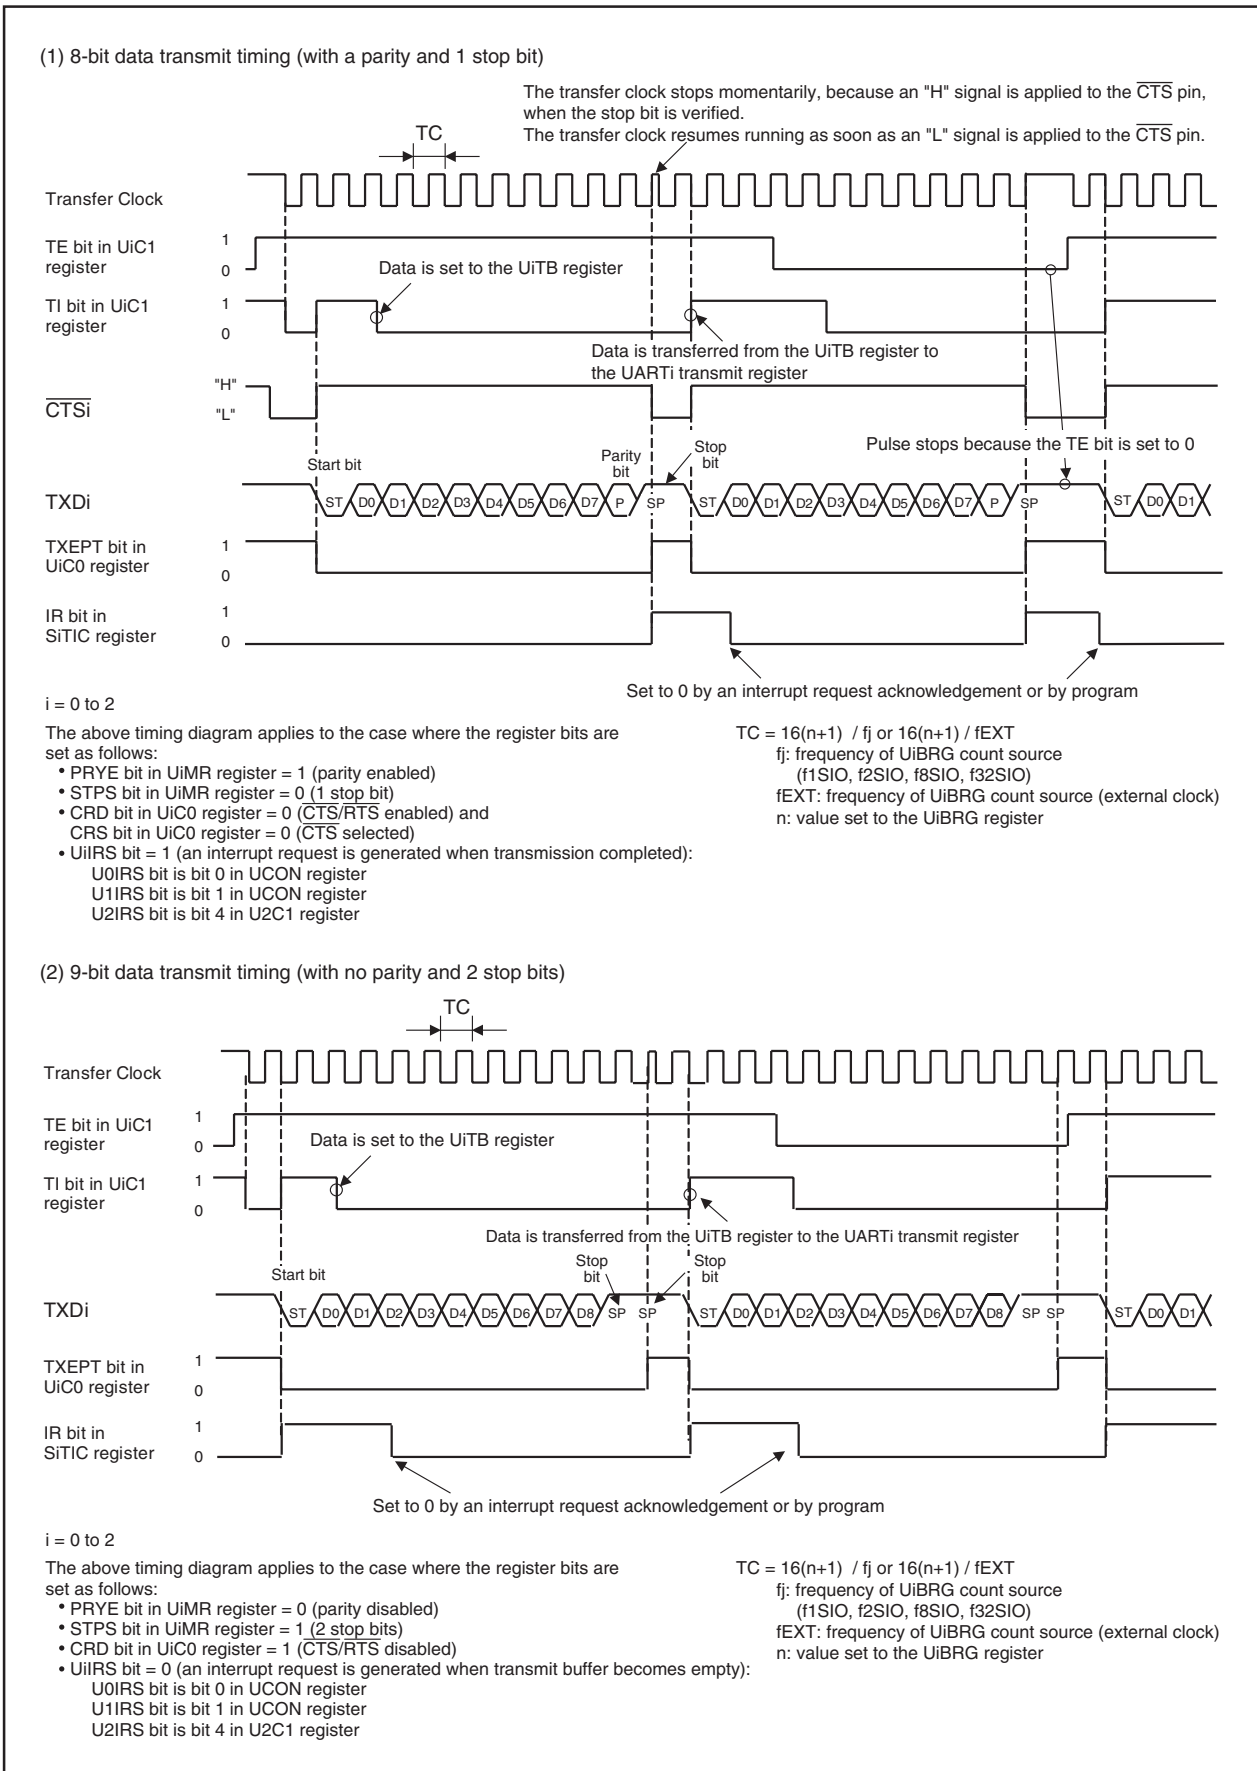 (1) 8-bit data transmit timing (with a parity and 1 stop bit)
The transfer clock stops momentarily, because an "H" signal is applied to the CTS pin,
when the stop bit is verified.
The transfer clock resumes running as soon as an "L" signal is applied to the CTS pin.
TC
Transfer Clock
TE bit in UiC1
register
1
0
Data is set to the UiTB register
TI bit in UiC1
register
1
0
Data is transferred from the UiTB register to
the UARTi transmit register
CTSi
"H"
"L"
Pulse stops because the TE bit is set to 0
Start bit
Parity
bit
Stop
bit
TXDi
ST D0 D1 D2 D3 D4 D5 D6 D7 P SP ST D0 D1 D2 D3 D4 D5 D6 D7 P SP ST D0 D1
TXEPT bit in
UiC0 register
1
0
IR bit in
SiTIC register
1
0
Set to 0 by an interrupt request acknowledgement or by program
i = 0 to 2
The above timing diagram applies to the case where the register bits are
set as follows:
• PRYE bit in UiMR register = 1 (parity enabled)
• STPS bit in UiMR register = 0 (1 stop bit)
• CRD bit in UiC0 register = 0 (CTS/RTS enabled) and
CRS bit in UiC0 register = 0 (CTS selected)
• UiIRS bit = 1 (an interrupt request is generated when transmission completed):
U0IRS bit is bit 0 in UCON register
U1IRS bit is bit 1 in UCON register
U2IRS bit is bit 4 in U2C1 register
TC = 16(n+1) / fj or 16(n+1) / fEXT
fj: frequency of UiBRG count source
(f1SIO, f2SIO, f8SIO, f32SIO)
fEXT: frequency of UiBRG count source (external clock)
n: value set to the UiBRG register
(2) 9-bit data transmit timing (with no parity and 2 stop bits)
TC
Transfer Clock
TE bit in UiC1
register
1
0
Data is set to the UiTB register
TI bit in UiC1
register
1
0
Data is transferred from the UiTB register to the UARTi transmit register
Start bit
Stop
bit
Stop
bit
TXDi
ST D0 D1 D2 D3 D4 D5 D6 D7 D8 SP SP ST D0 D1 D2 D3 D4 D5 D6 D7 D8 SP SP ST D0 D1
TXEPT bit in
UiC0 register
1
0
IR bit in
SiTIC register
1
0
Set to 0 by an interrupt request acknowledgement or by program
i = 0 to 2
The above timing diagram applies to the case where the register bits are
set as follows:
• PRYE bit in UiMR register = 0 (parity disabled)
• STPS bit in UiMR register = 1 (2 stop bits)
• CRD bit in UiC0 register = 1 (CTS/RTS disabled)
• UiIRS bit = 0 (an interrupt request is generated when transmit buffer becomes empty):
U0IRS bit is bit 0 in UCON register
U1IRS bit is bit 1 in UCON register
U2IRS bit is bit 4 in U2C1 register
TC = 16(n+1) / fj or 16(n+1) / fEXT
fj: frequency of UiBRG count source
(f1SIO, f2SIO, f8SIO, f32SIO)
fEXT: frequency of UiBRG count source (external clock)
n: value set to the UiBRG register